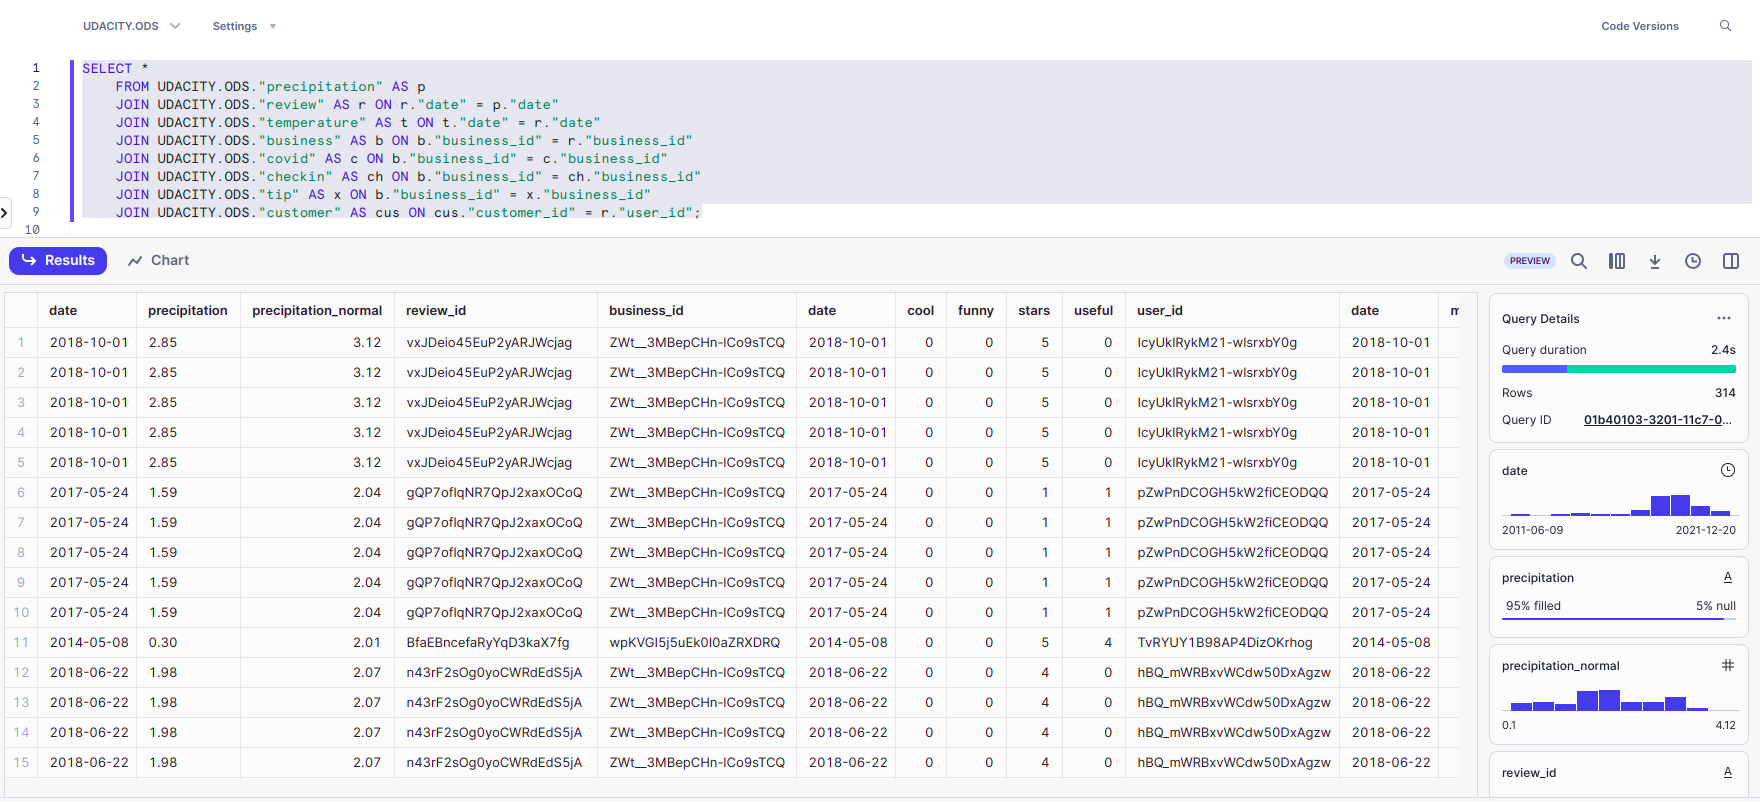 UDACITY.ODS Settings Code Versions
1 SELECT *
2 FROM UDACITY.ODS."precipitation" AS p
3 JOIN UDACITY.ODS."review" AS r ON r."date" = p."date"
4 JOIN UDACITY.ODS."temperature" AS t ON t."date" = r."date"
5 JOIN UDACITY.ODS."business" AS b ON b."business_id" = r."business_id"
6 JOIN UDACITY.ODS."covid" AS c ON b."business_id" = c."business_id"
7 JOIN UDACITY.ODS."checkin" AS ch ON b."business_id" = ch."business_id"
8 JOIN UDACITY.ODS."tip" AS x ON b."business_id" = x."business_id"
9 JOIN UDACITY.ODS."customer" AS cus ON cus."customer_id" = r."user_id";
10
Results Chart PREVIEW
date precipitation precipitation_normal review_id business_id date cool funny stars useful user_id date
1 2018-10-01 2.85 3.12 vxJDeio45EuP2yARJWcjag ZWt__3MBepCHn-lCo9sTCQ 2018-10-01 0 0 5 0 IcyUkIRykM21-wlsrxbY0g 2018-10-01
2 2018-10-01 2.85 3.12 vxJDeio45EuP2yARJWcjag ZWt__3MBepCHn-lCo9sTCQ 2018-10-01 0 0 5 0 IcyUkIRykM21-wlsrxbY0g 2018-10-01
3 2018-10-01 2.85 3.12 vxJDeio45EuP2yARJWcjag ZWt__3MBepCHn-lCo9sTCQ 2018-10-01 0 0 5 0 IcyUkIRykM21-wlsrxbY0g 2018-10-01
4 2018-10-01 2.85 3.12 vxJDeio45EuP2yARJWcjag ZWt__3MBepCHn-lCo9sTCQ 2018-10-01 0 0 5 0 IcyUkIRykM21-wlsrxbY0g 2018-10-01
5 2018-10-01 2.85 3.12 vxJDeio45EuP2yARJWcjag ZWt__3MBepCHn-lCo9sTCQ 2018-10-01 0 0 5 0 IcyUkIRykM21-wlsrxbY0g 2018-10-01
6 2017-05-24 1.59 2.04 gQP7oflqNR7QpJ2xaxOCoQ ZWt__3MBepCHn-lCo9sTCQ 2017-05-24 0 0 1 1 pZwPnDCOGH5kW2fiCEODQQ 2017-05-24
7 2017-05-24 1.59 2.04 gQP7oflqNR7QpJ2xaxOCoQ ZWt__3MBepCHn-lCo9sTCQ 2017-05-24 0 0 1 1 pZwPnDCOGH5kW2fiCEODQQ 2017-05-24
8 2017-05-24 1.59 2.04 gQP7oflqNR7QpJ2xaxOCoQ ZWt__3MBepCHn-lCo9sTCQ 2017-05-24 0 0 1 1 pZwPnDCOGH5kW2fiCEODQQ 2017-05-24
9 2017-05-24 1.59 2.04 gQP7oflqNR7QpJ2xaxOCoQ ZWt__3MBepCHn-lCo9sTCQ 2017-05-24 0 0 1 1 pZwPnDCOGH5kW2fiCEODQQ 2017-05-24
10 2017-05-24 1.59 2.04 gQP7oflqNR7QpJ2xaxOCoQ ZWt__3MBepCHn-lCo9sTCQ 2017-05-24 0 0 1 1 pZwPnDCOGH5kW2fiCEODQQ 2017-05-24
11 2014-05-08 0.30 2.01 BfaEBncefaRyYqD3kaX7fg wpKVGI5j5uEk0I0aZRXDRQ 2014-05-08 0 0 5 4 TvRYUY1B98AP4DizOKrhog 2014-05-08
12 2018-06-22 1.98 2.07 n43rF2sOg0yoCWRdEdS5jA ZWt__3MBepCHn-lCo9sTCQ 2018-06-22 0 0 4 0 hBQ_mWRBxvWCdw50DxAgzw 2018-06-22
13 2018-06-22 1.98 2.07 n43rF2sOg0yoCWRdEdS5jA ZWt__3MBepCHn-lCo9sTCQ 2018-06-22 0 0 4 0 hBQ_mWRBxvWCdw50DxAgzw 2018-06-22
14 2018-06-22 1.98 2.07 n43rF2sOg0yoCWRdEdS5jA ZWt__3MBepCHn-lCo9sTCQ 2018-06-22 0 0 4 0 hBQ_mWRBxvWCdw50DxAgzw 2018-06-22
15 2018-06-22 1.98 2.07 n43rF2sOg0yoCWRdEdS5jA ZWt__3MBepCHn-lCo9sTCQ 2018-06-22 0 0 4 0 hBQ_mWRBxvWCdw50DxAgzw 2018-06-22
Query Details
Query duration 2.4s
Rows 314
Query ID 01b40103-3201-11c7-0...
date
2011-06-09 2021-12-20
precipitation A
95% filled 5% null
precipitation_normal #
0.1 4.12
review_id A